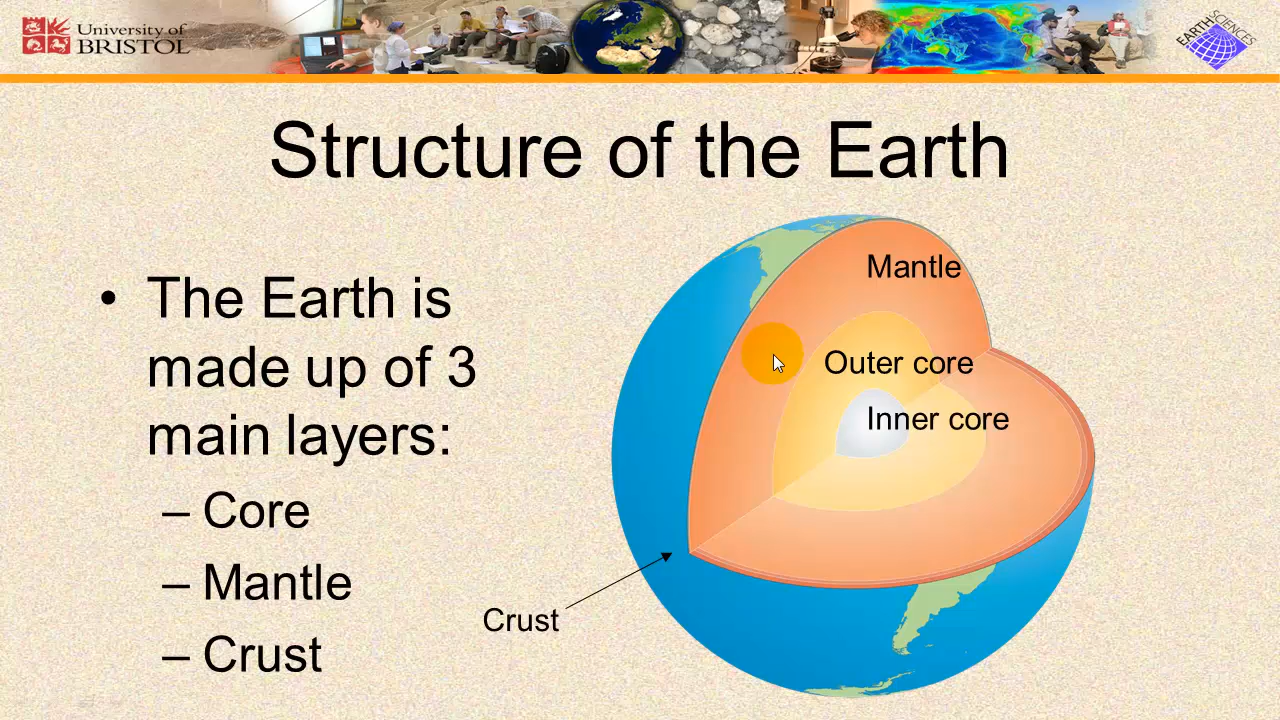 University of
BRISTOL
EARTH SCIENCES
Structure of the Earth
• The Earth is
made up of 3
main layers:
– Core
– Mantle
– Crust
Mantle
Outer core
Inner core
Crust